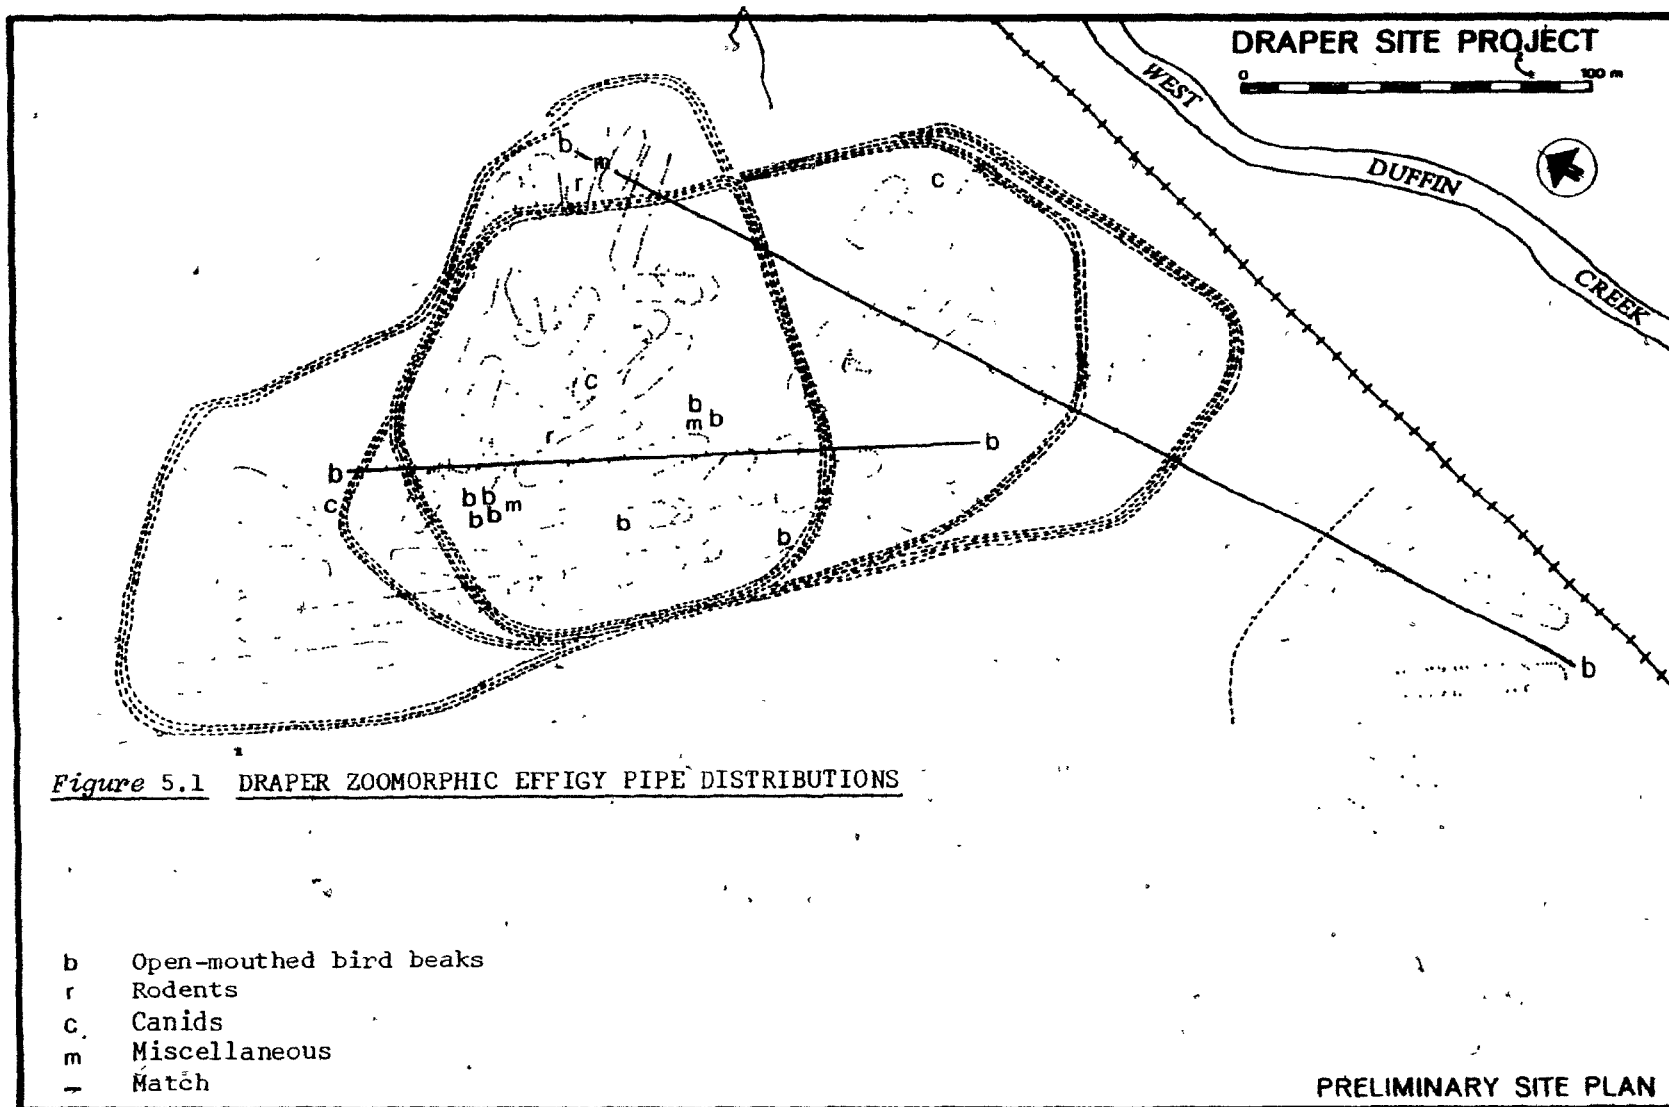 DRAPER SITE PROJECT
0 100 m
WEST
DUFFIN
CREEK
b
m
r
c
c
b
m b
r
b
b
c
b b
m
b b
b
b
b
Figure 5.1 DRAPER ZOOMORPHIC EFFIGY PIPE DISTRIBUTIONS
b Open-mouthed bird beaks
r Rodents
c Canids
m Miscellaneous
— Match
PRELIMINARY SITE PLAN